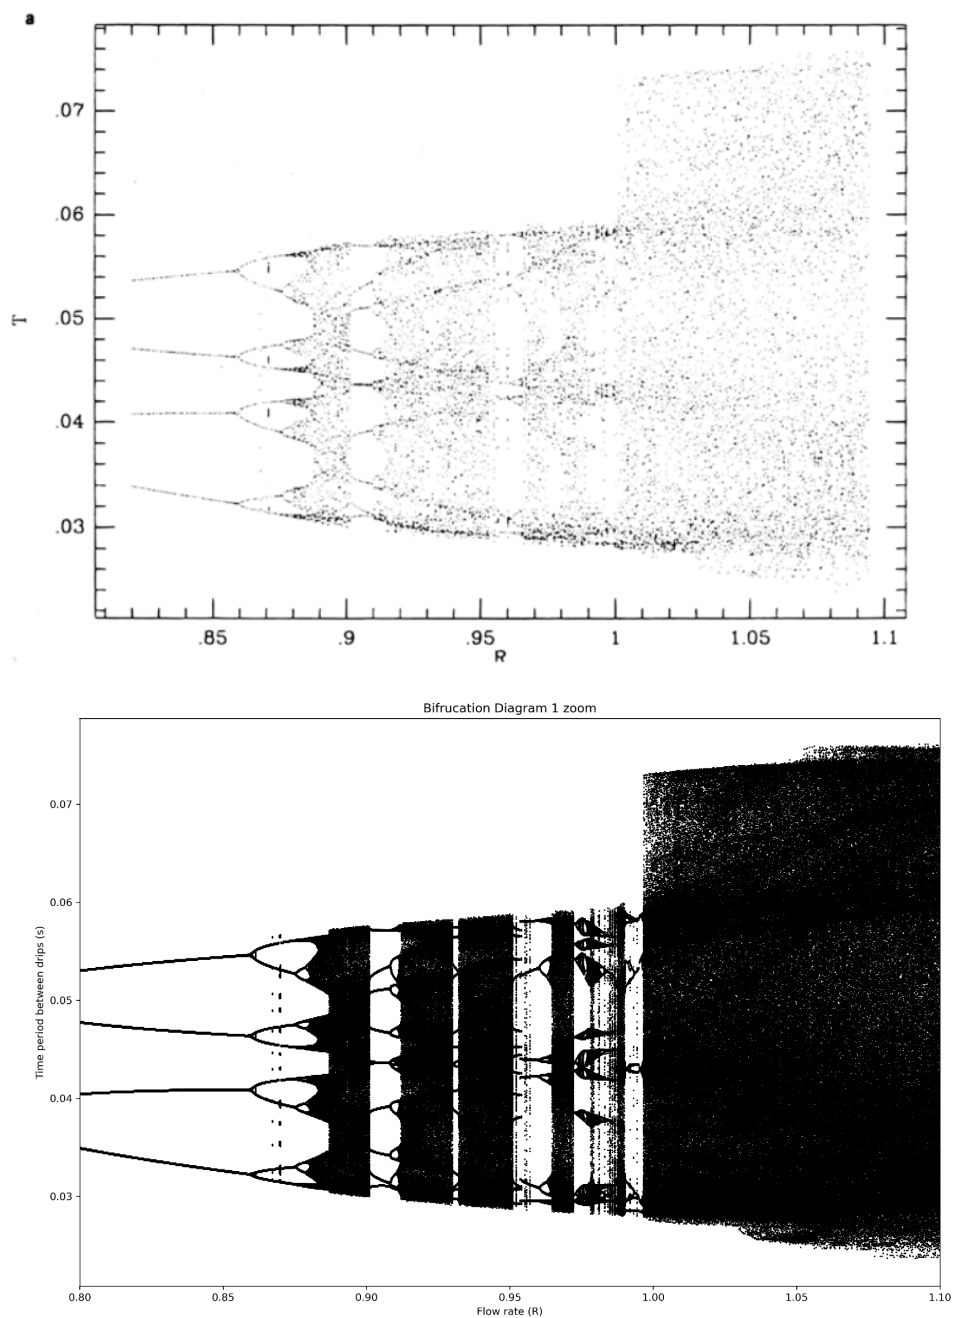 a
.07
.06
.05
T
.04
.03
.85 .9 .95 1 1.05 1.1
R
Bifrucation Diagram 1 zoom
0.07
0.06
0.05
Time period between drips (s)
0.04
0.03
0.80 0.85 0.90 0.95 1.00 1.05 1.10
Flow rate (R)